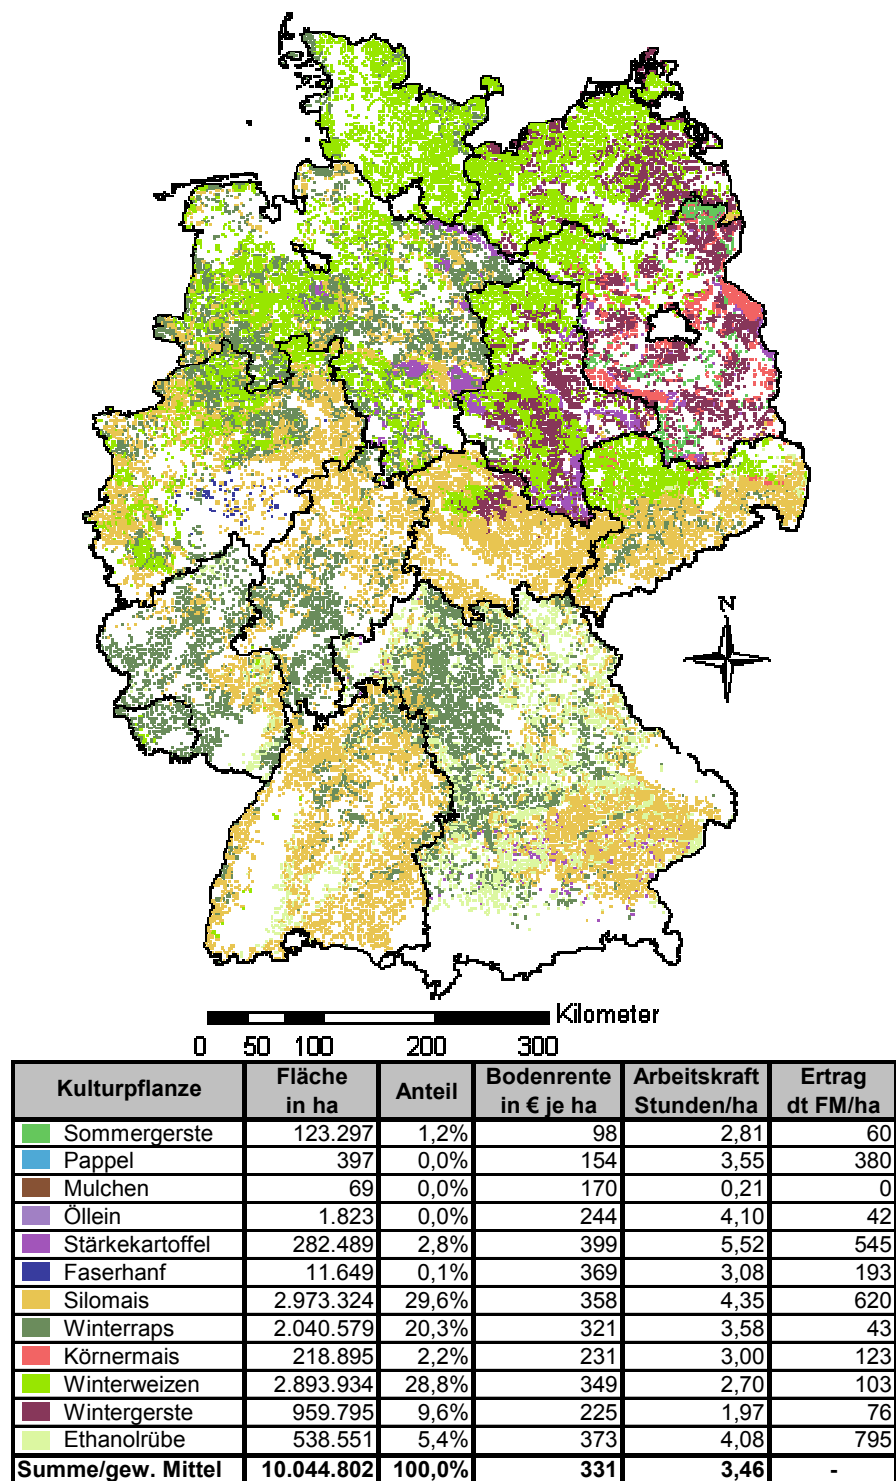 N
Kilometer
0 50 100 200 300
Kulturpflanze Fläche in ha Anteil Bodenrente in € je ha Arbeitskraft Stunden/ha Ertrag dt FM/ha
Sommergerste 123.297 1,2% 98 2,81 60
Pappel 397 0,0% 154 3,55 380
Mulchen 69 0,0% 170 0,21 0
Öllein 1.823 0,0% 244 4,10 42
Stärkekartoffel 282.489 2,8% 399 5,52 545
Faserhanf 11.649 0,1% 369 3,08 193
Silomais 2.973.324 29,6% 358 4,35 620
Winterraps 2.040.579 20,3% 321 3,58 43
Körnermais 218.895 2,2% 231 3,00 123
Winterweizen 2.893.934 28,8% 349 2,70 103
Wintergerste 959.795 9,6% 225 1,97 76
Ethanolrübe 538.551 5,4% 373 4,08 795
Summe/gew. Mittel 10.044.802 100,0% 331 3,46 -